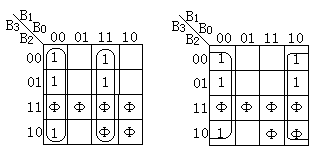 B₁ B₁
B₃ B₀ B₃ B₀
B₂ 00 01 11 10 B₂ 00 01 11 10
00 1 1 00 1 1
01 1 1 01 1 1
11 Φ Φ Φ Φ 11 Φ Φ Φ Φ
10 1 Φ Φ 10 1 Φ Φ